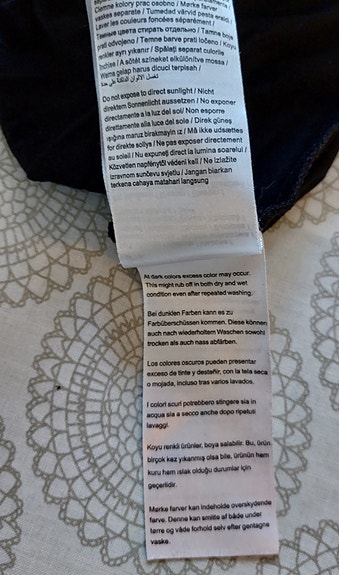 Ciemne kolory prać osobno / Mørke farver
vaskes separate / Tumedad värvid pesta eraldi /
Laver les couleurs foncées séparément /
Темные цвета стирать отдельно / Tamne boje
prati odvojeno / Temne barve prati ločeno / Koyu
renkler ayrı yıkanır / Spălați separat culorile
închise / A sötét színeket elkülönítve mossa /
Warna gelap harus dicuci terpisah /
Do not expose to direct sunlight / Nicht
direktem Sonnenlicht aussetzen / No exponer
directamente a la luz del sol / Non esporre
direttamente alla luce del sole / Direk güneş
ışığına maruz bırakmayın ız / Må ikke udsættes
for direkte sollys / Ne pas exposer directement
au soleil / Nu expuneți direct la lumina soarelui /
Közvetlen napfénytől védeni kell / Ne izlažite
izravnom sunčevu svjetlu / Jangan biarkan
terkena cahaya matahari langsung
At dark colors excess color may occur.
This might rub off in both dry and wet
condition even after repeated washing.
Bei dunklen Farben kann es zu
Farbüberschüssen kommen. Diese können
auch nach wiederholtem Waschen sowohl
trocken als auch nass abfärben.
Los colores oscuros pueden presentar
exceso de tinte y desteñir, con la tela seca
o mojada, incluso tras varios lavados.
I colori scuri potrebbero stingere sia in
acqua sia a secco anche dopo ripetuti
lavaggi.
Koyu renkli ürünler, boya salabilir. Bu, ürün
birçok kez yıkanmış olsa bile, ürünün hem
kuru hem ıslak olduğu durumlar için
geçerlidir.
Mørke farver kan indeholde overskydende
farve. Denne kan smitte af både under
tørre og våde forhold selv efter gentagne
vaske.